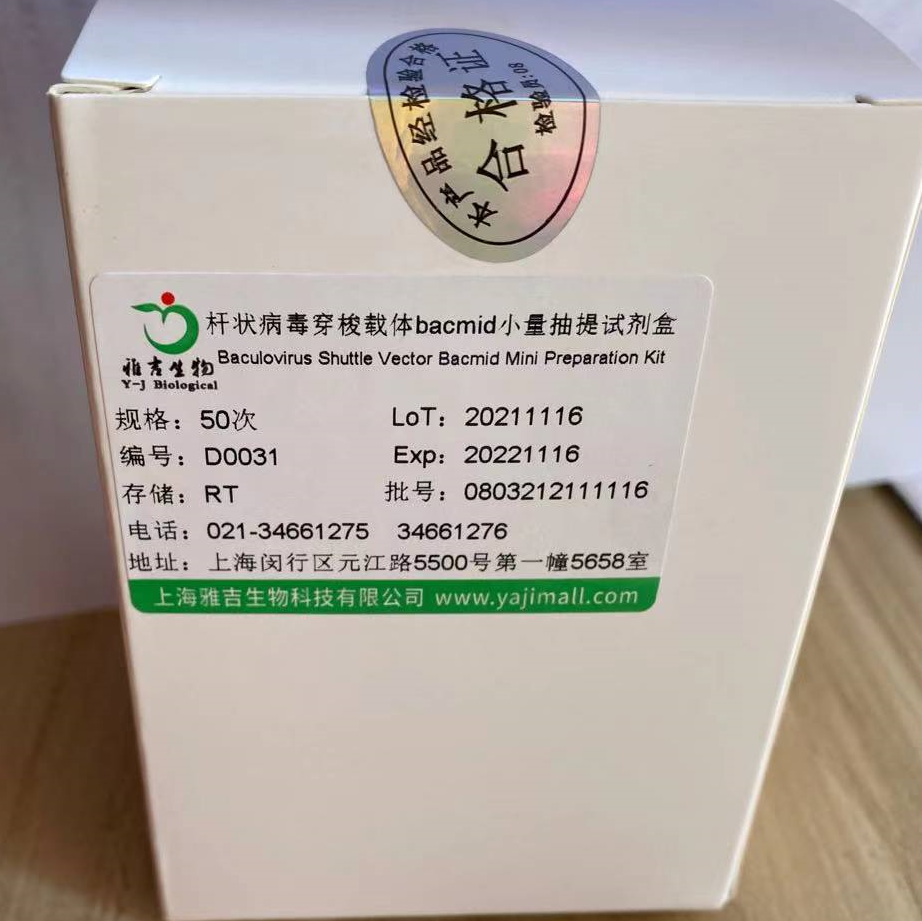 本产品经检验合格
合格证
检验员:08
杆状病毒穿梭载体bacmid小量抽提试剂盒
Baculovirus Shuttle Vector Bacmid Mini Preparation Kit
雅吉生物
Y-J Biological
规格：50次 LoT：20211116
编号：D0031 Exp：20221116
存储：RT 批号：0803212111116
电话：021-34661275 34661276
地址：上海闵行区元江路5500号第一幢5658室
上海雅吉生物科技有限公司 www.yajimall.com